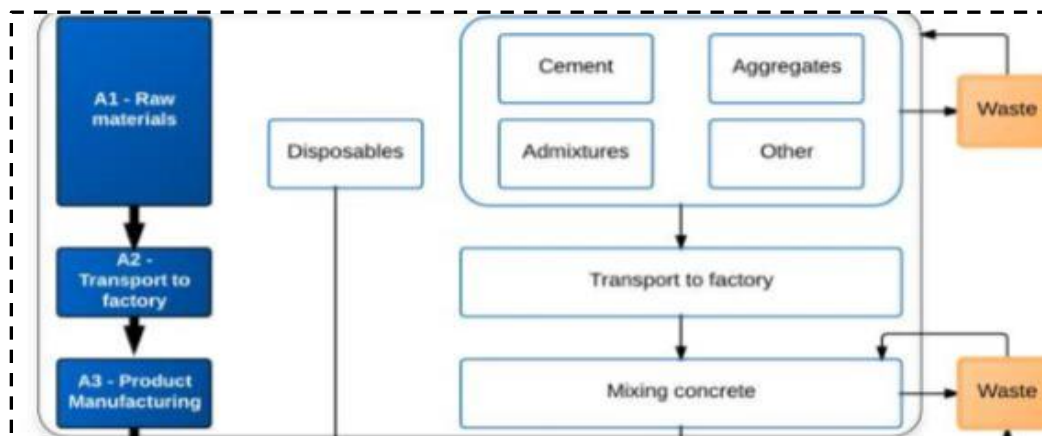 A1 - Raw
materials
Disposables
Cement
Aggregates
Admixtures
Other
Waste
A2 -
Transport to
factory
Transport to factory
A3 - Product
Manufacturing
Mixing concrete
Waste